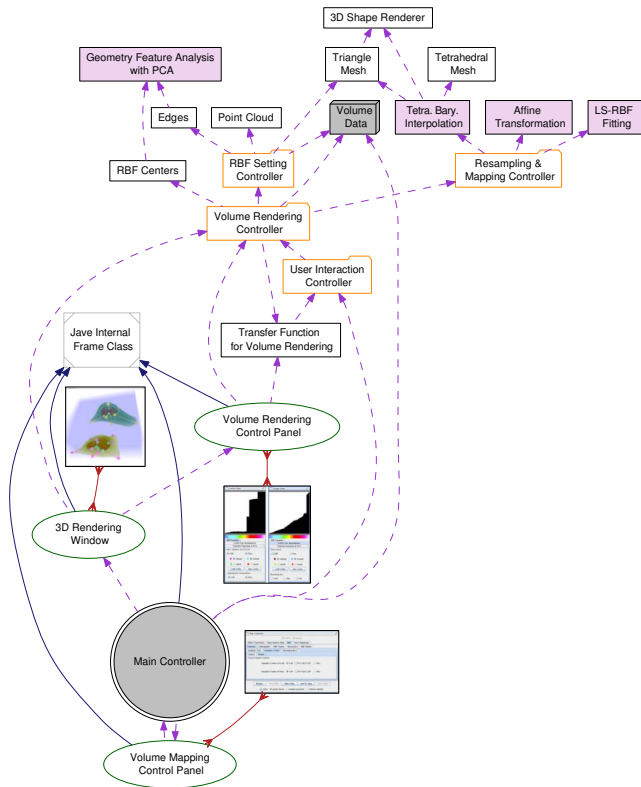 3D Shape Renderer
Geometry Feature Analysis
with PCA
Triangle
Mesh
Tetrahedral
Mesh
Edges
Point Cloud
Volume
Data
Tetra. Bary.
Interpolation
Affine
Transformation
LS-RBF
Fitting
RBF Centers
RBF Setting
Controller
Resampling &
Mapping Controller
Volume Rendering
Controller
User Interaction
Controller
Jave Internal
Frame Class
Transfer Function
for Volume Rendering
Volume Rendering
Control Panel
3D Rendering
Window
Main Controller
Volume Mapping
Control Panel